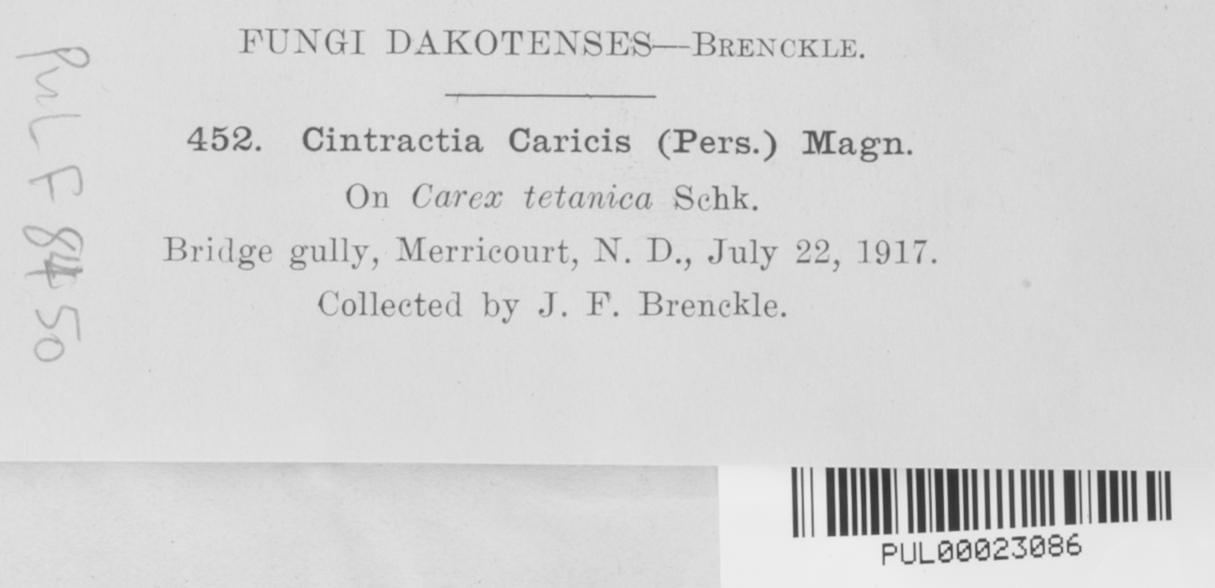 FUNGI DAKOTENSES—BRENCKLE.
452. Cintractia Caricis (Pers.) Magn.
On Carex tetanica Schk.
Bridge gully, Merricourt, N. D., July 22, 1917.
Collected by J. F. Brenckle.
PUL F 8450
PUL00023086